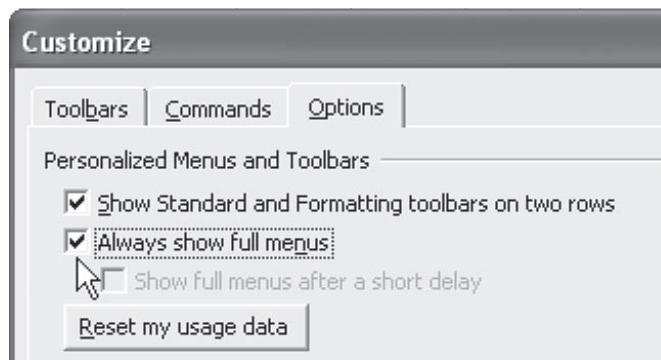 Customize
Toolbars Commands Options
Personalized Menus and Toolbars
Show Standard and Formatting toolbars on two rows
Always show full menus
Show full menus after a short delay
Reset my usage data